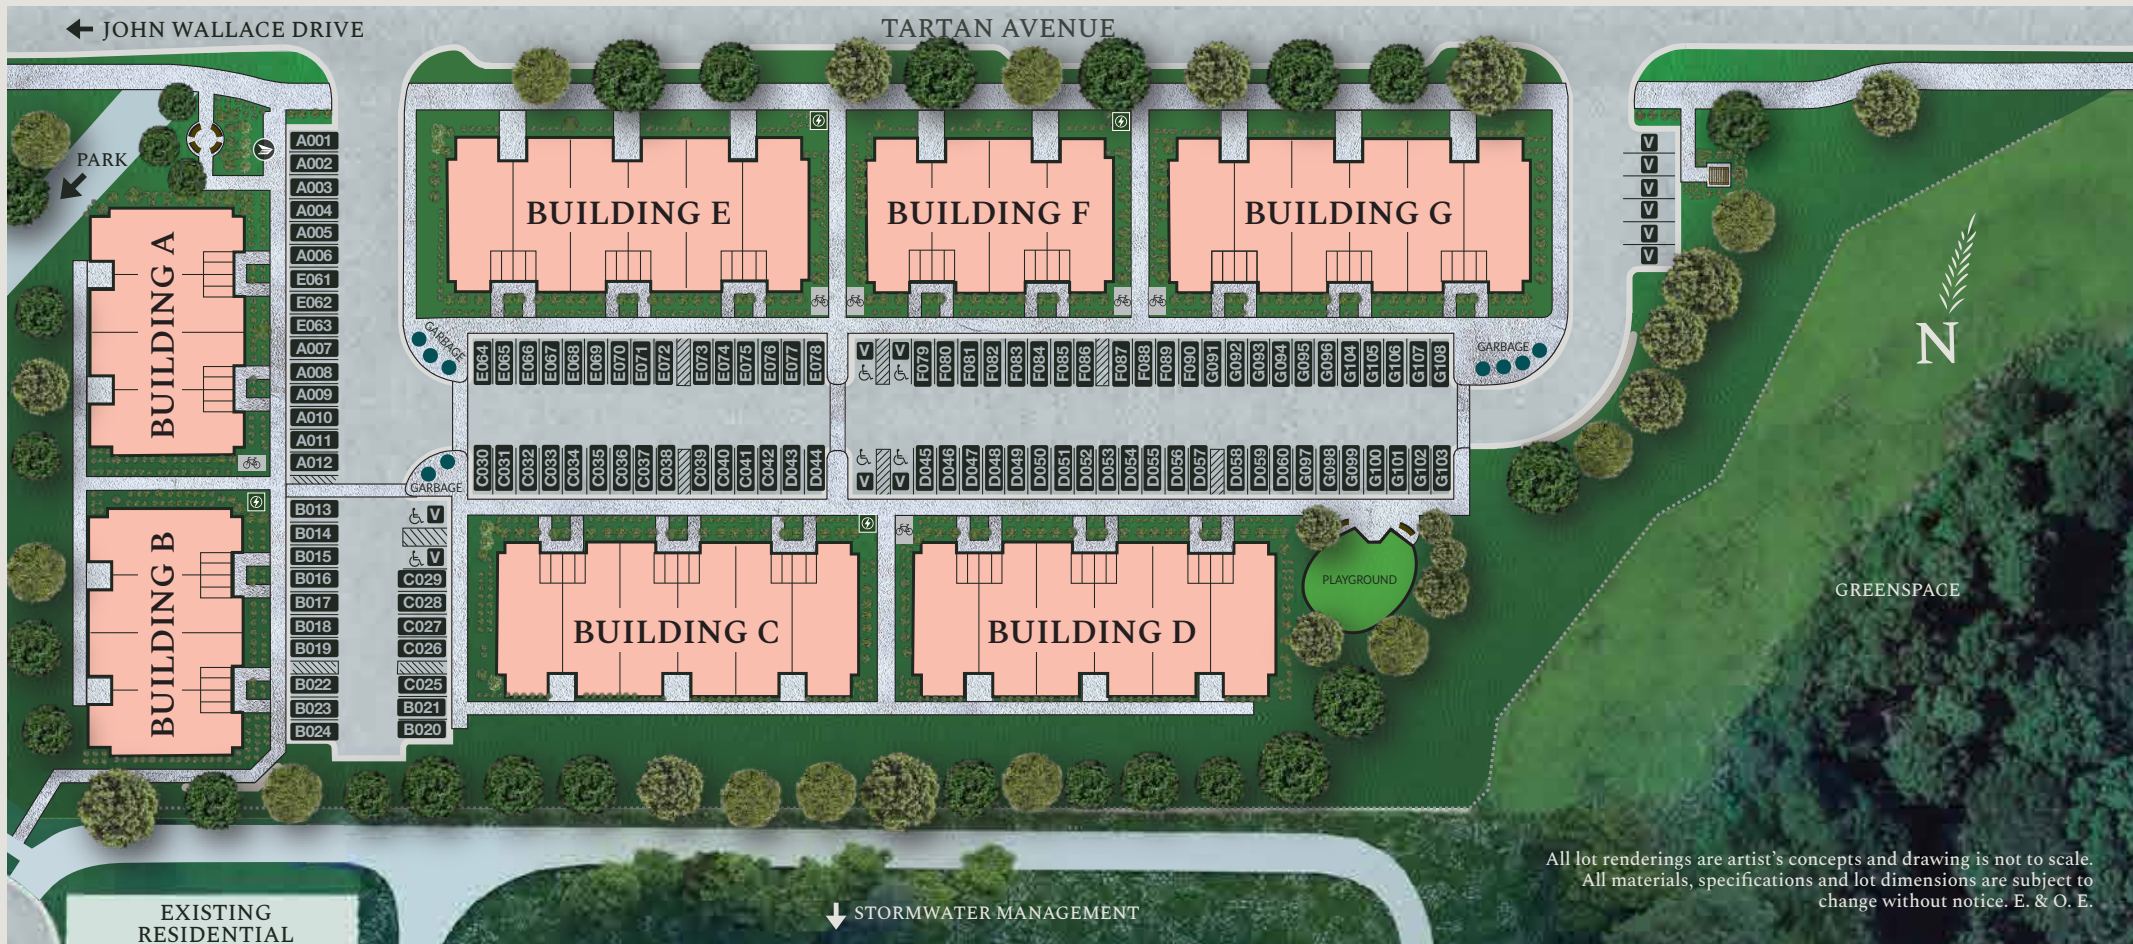 JOHN WALLACE DRIVE
TARTAN AVENUE
PARK
A001
A002
A003
A004
A005
A006
E061
E062
E063
A007
A008
A009
A010
A011
A012
BUILDING A
BUILDING E
BUILDING F
BUILDING G
V
V
V
V
V
V
N
GARBAGE
E064 E065 E066 E067 E068 E069 E070 E071 E072 E073 E074 E075 E076 E077 E078
V V F079 F080 F081 F082 F083 F084 F085 F086 F087 F088 F089 F090 G091 G092 G093 G094 G095 G096 G104 G105 G106 G107 G108
GARBAGE
GARBAGE
C030 C031 C032 C033 C034 C035 C036 C037 C038 C039 C040 C041 C042 D043 D044
V V D045 D046 D047 D048 D049 D050 D051 D052 D053 D054 D055 D056 D057 D058 D059 D060 G097 G098 G099 G100 G101 G102 G103
BUILDING B
B013
B014
B015
B016
B017
B018
B019
B022
B023
B024
V
V
C029
C028
C027
C026
C025
B021
B020
BUILDING C
BUILDING D
PLAYGROUND
GREENSPACE
All lot renderings are artist's concepts and drawing is not to scale.
All materials, specifications and lot dimensions are subject to
change without notice. E. & O. E.
STORMWATER MANAGEMENT
EXISTING
RESIDENTIAL